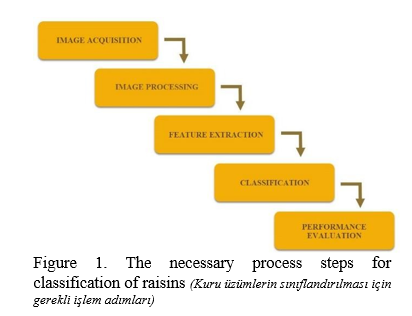 IMAGE ACQUISITION
IMAGE PROCESSING
FEATURE EXTRACTION
CLASSIFICATION
PERFORMANCE
EVALUATION
Figure 1. The necessary process steps for
classification of raisins (Kuru üzümlerin sınıflandırılması için
gerekli işlem adımları)